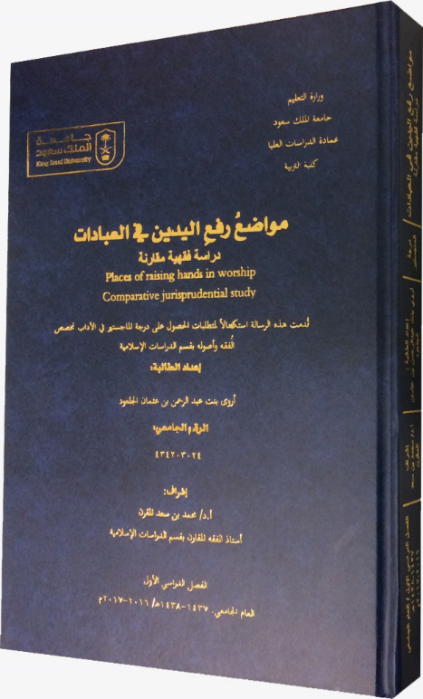 وزارة التعليم
جامعة الملك سعود
عمادة الدراسات العليا
كلية التربية
جامعة
الملك سعود
King Saud University
مواضعُ رفعِ اليدين في العبادات
دراسة فقهية مقارنة
Places of raising hands in worship
Comparative jurisprudential study
قُدمت هذه الرسالة استكمالاً لمتطلبات الحصول على درجة الماجستير في الآداب تخصص
الفقه وأصوله بقسم الدراسات الإسلامية
إعداد الطالبة:
أروى بنت عبد الرحمن بن عثمان الجلعود
الرقم الجامعي:
٤٣٤٢٠٣٠٢٤
إشراف:
أ.د/ محمد بن سعد المقرن
أستاذ الفقه المقارن بقسم الدراسات الإسلامية
الفصل الدراسي الأول
العام الجامعي: ١٤٣٧-١٤٣٨هـ/ ٢٠١٦-٢٠١٧م
مواضع رفع اليدين في العبادات
دراسة فقهية مقارنة